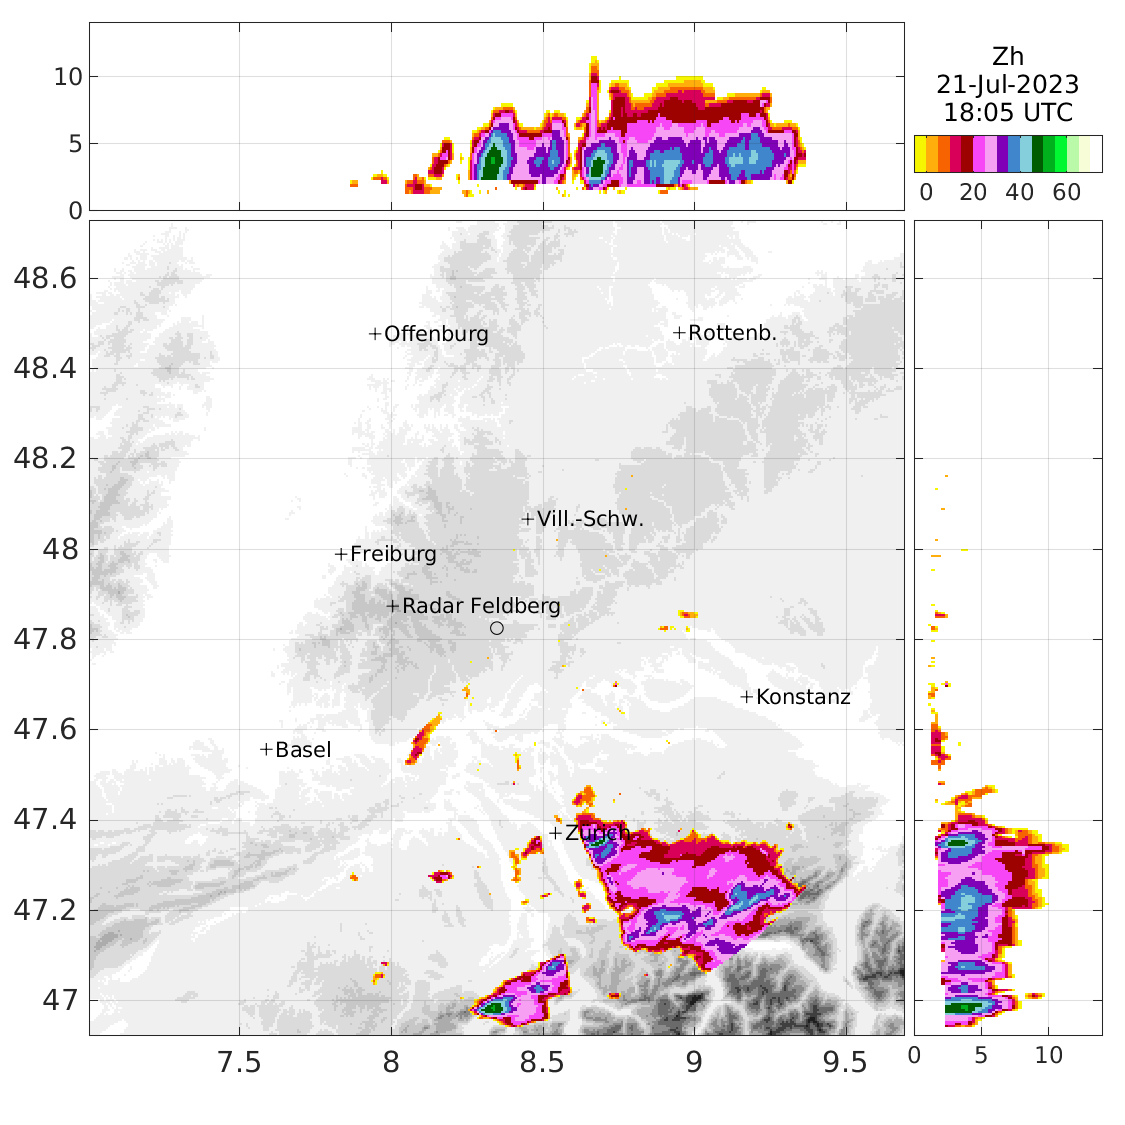 Zh
21-Jul-2023
18:05 UTC
0 20 40 60
10
5
0
48.6
48.4
48.2
48
47.8
47.6
47.4
47.2
47
Offenburg
Rottenb.
Vill.-Schw.
Freiburg
Radar Feldberg
Konstanz
Basel
Zürich
7.5 8 8.5 9 9.5
0 5 10